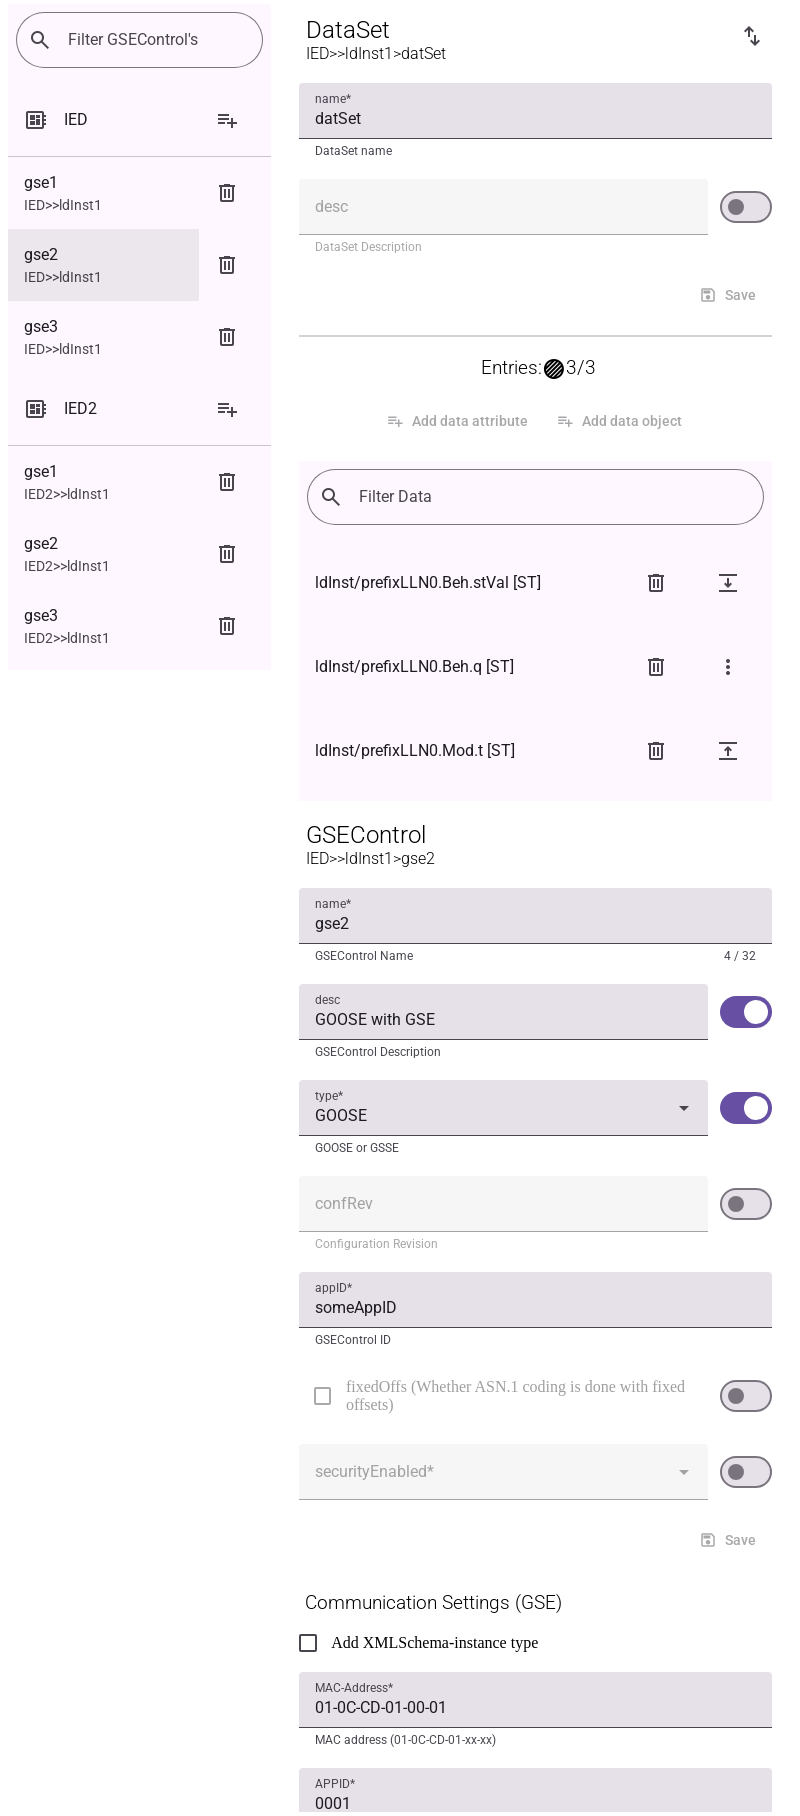 Filter GSEControl's
IED
gse1
IED>>ldInst1
gse2
IED>>ldInst1
gse3
IED>>ldInst1
IED2
gse1
IED2>>ldInst1
gse2
IED2>>ldInst1
gse3
IED2>>ldInst1
DataSet
IED>>ldInst1>datSet
name*
datSet
DataSet name
desc
DataSet Description
Save
Entries: 3/3
Add data attribute Add data object
Filter Data
ldInst/prefixLLN0.Beh.stVal [ST]
ldInst/prefixLLN0.Beh.q [ST]
ldInst/prefixLLN0.Mod.t [ST]
GSEControl
IED>>ldInst1>gse2
name*
gse2
GSEControl Name 4 / 32
desc
GOOSE with GSE
GSEControl Description
type*
GOOSE
GOOSE or GSSE
confRev
Configuration Revision
appID*
someAppID
GSEControl ID
fixedOffs (Whether ASN.1 coding is done with fixed
offsets)
securityEnabled*
Save
Communication Settings (GSE)
Add XMLSchema-instance type
MAC-Address*
01-0C-CD-01-00-01
MAC address (01-0C-CD-01-xx-xx)
APPID*
0001